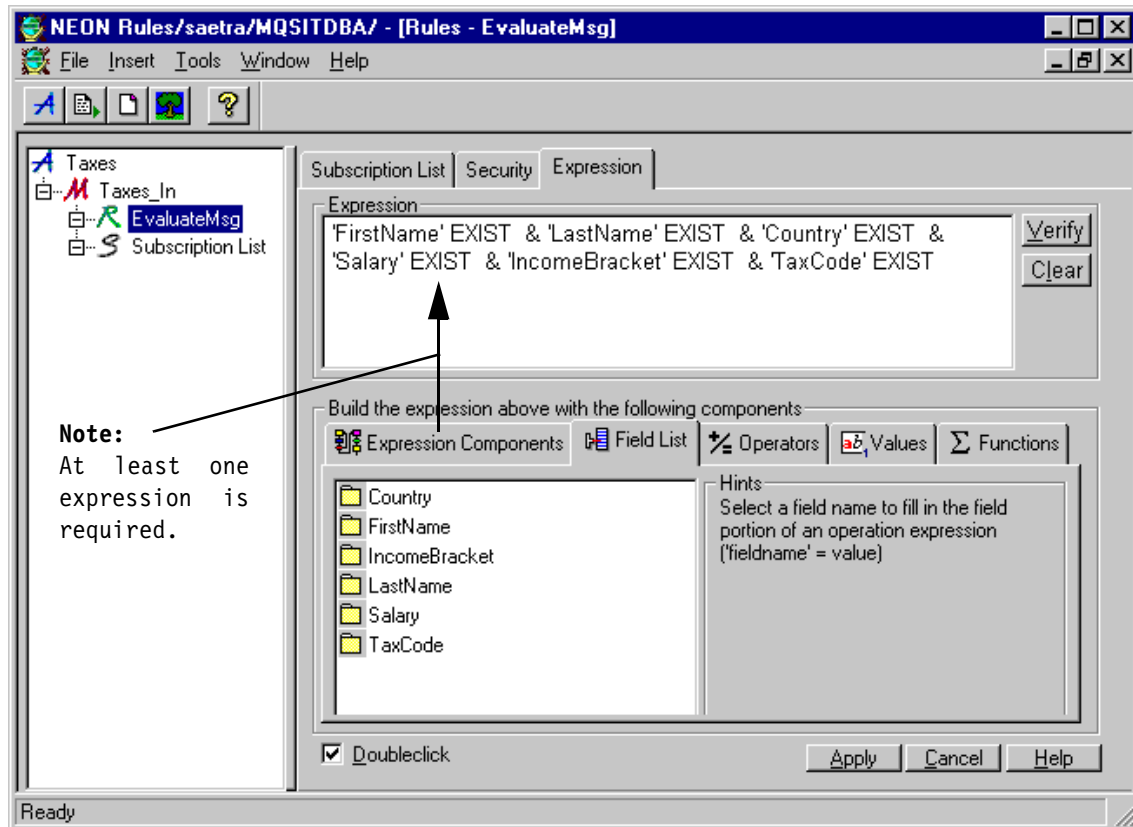 NEON Rules/saetra/MQSITDBA/ - [Rules - EvaluateMsg]
File Insert Tools Window Help
Taxes
Taxes_In
EvaluateMsg
Subscription List
Subscription List Security Expression
Expression
'FirstName' EXIST & 'LastName' EXIST & 'Country' EXIST &
'Salary' EXIST & 'IncomeBracket' EXIST & 'TaxCode' EXIST
Verify
Clear
Note:
At least one
expression is
required.
Build the expression above with the following components
Expression Components Field List Operators Values Functions
Country
FirstName
IncomeBracket
LastName
Salary
TaxCode
Hints
Select a field name to fill in the field
portion of an operation expression
('fieldname' = value)
Doubleclick
Apply Cancel Help
Ready